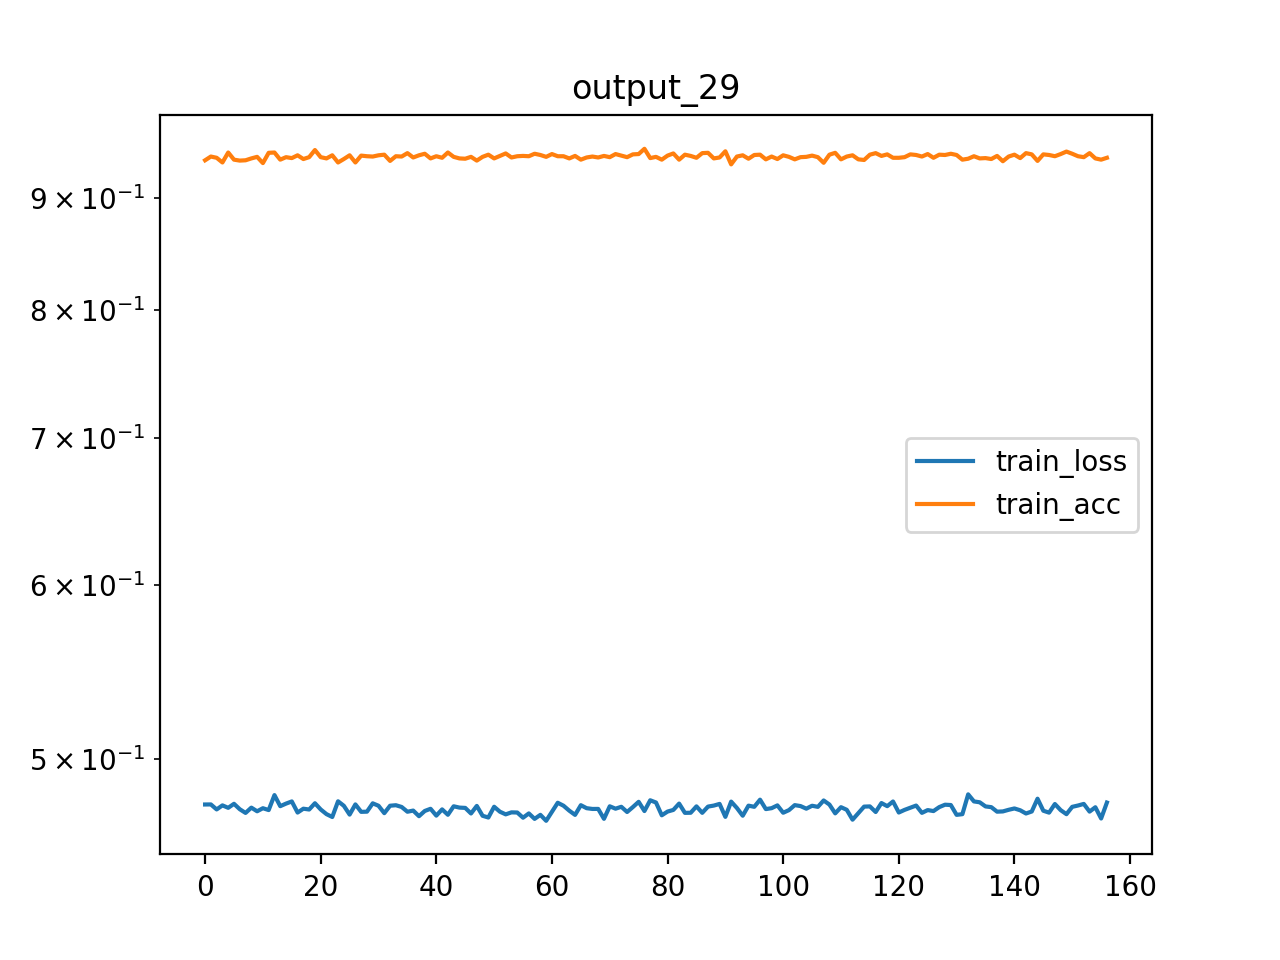 output_29
9 × 10⁻¹
8 × 10⁻¹
7 × 10⁻¹
6 × 10⁻¹
5 × 10⁻¹
train_loss
train_acc
0 20 40 60 80 100 120 140 160